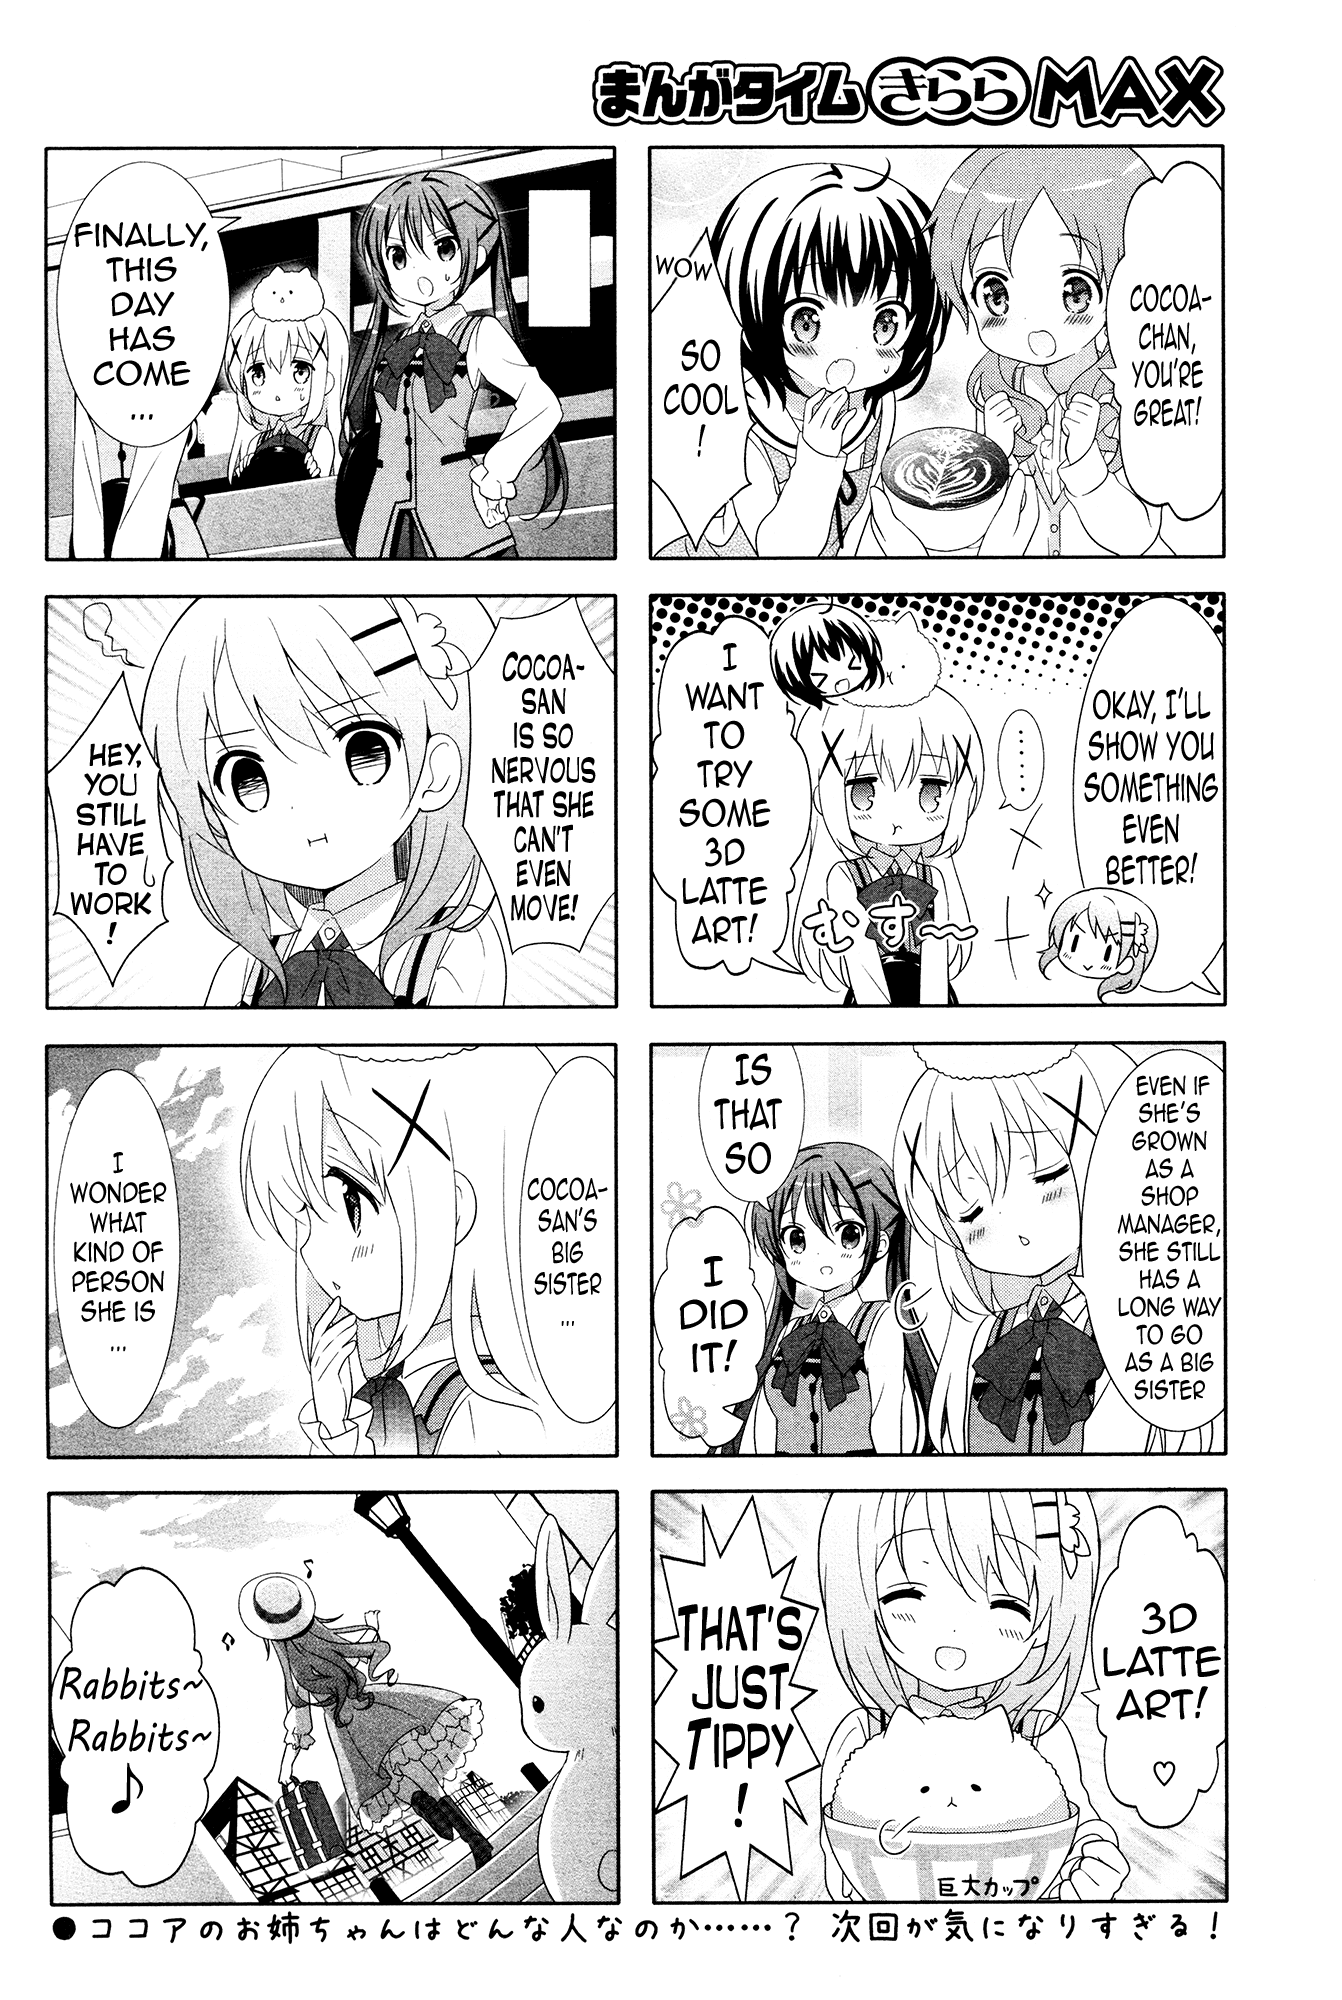 まんがタイムきららMAX
COCOA-
CHAN,
YOU'RE
GREAT!
WOW
SO
COOL
!
OKAY, I'LL
SHOW YOU
SOMETHING
EVEN
BETTER!
......
I
WANT
TO
TRY
SOME
3D
LATTE
ART!
むす〜
EVEN IF
SHE'S
GROWN
AS A
SHOP
MANAGER,
SHE STILL
HAS A
LONG WAY
TO GO
AS A BIG
SISTER
IS
THAT
SO
I
DID
IT!
3D
LATTE
ART!
♡
THAT'S
JUST
TIPPY
!
巨大カップ
FINALLY,
THIS
DAY
HAS
COME
...
COCOA-
SAN
IS SO
NERVOUS
THAT SHE
CAN'T
EVEN
MOVE!
HEY,
YOU
STILL
HAVE
TO
WORK
!
COCOA-
SAN'S
BIG
SISTER
...
I
WONDER
WHAT
KIND OF
PERSON
SHE IS
...
Rabbits~
Rabbits~
♪
●ココアのお姉ちゃんはどんな人なのか……？ 次回が気になりすぎる！